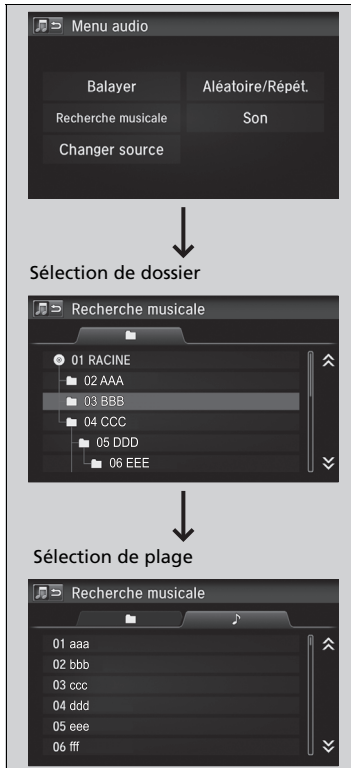 Menu audio
Balayer Aléatoire/Répét.
Recherche musicale Son
Changer source
Sélection de dossier
Recherche musicale
01 RACINE
02 AAA
03 BBB
04 CCC
05 DDD
06 EEE
Sélection de plage
Recherche musicale
01 aaa
02 bbb
03 ccc
04 ddd
05 eee
06 fff